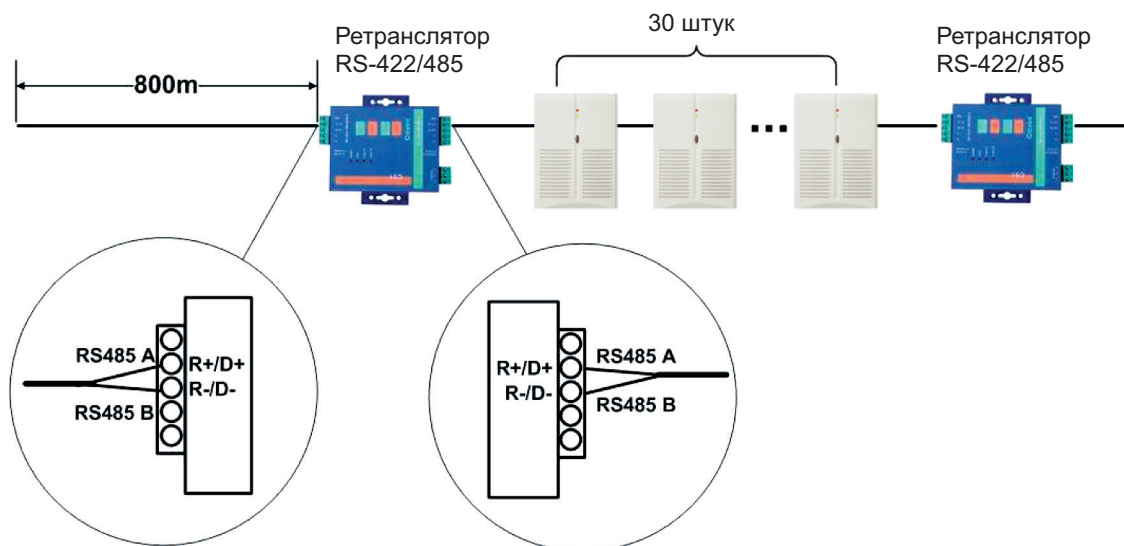 30 штук
Ретранслятор
RS-422/485
Ретранслятор
RS-422/485
800m
RS485 A
R+/D+
R-/D-
RS485 B
R+/D+
RS485 A
R-/D-
RS485 B